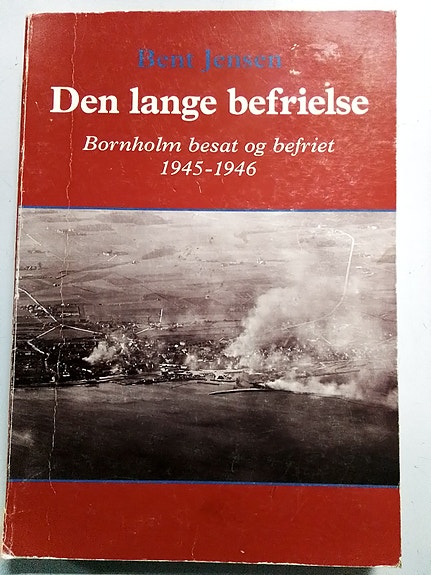 Bent Jensen
Den lange befrielse
Bornholm besat og befriet
1945-1946